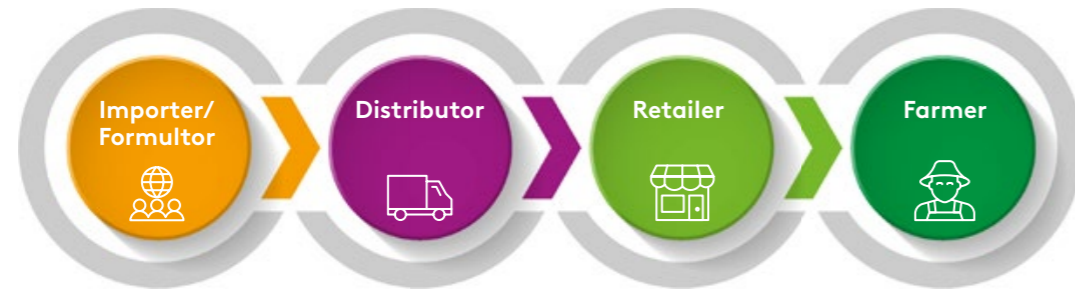 Importer/
Formultor
Distributor
Retailer
Farmer